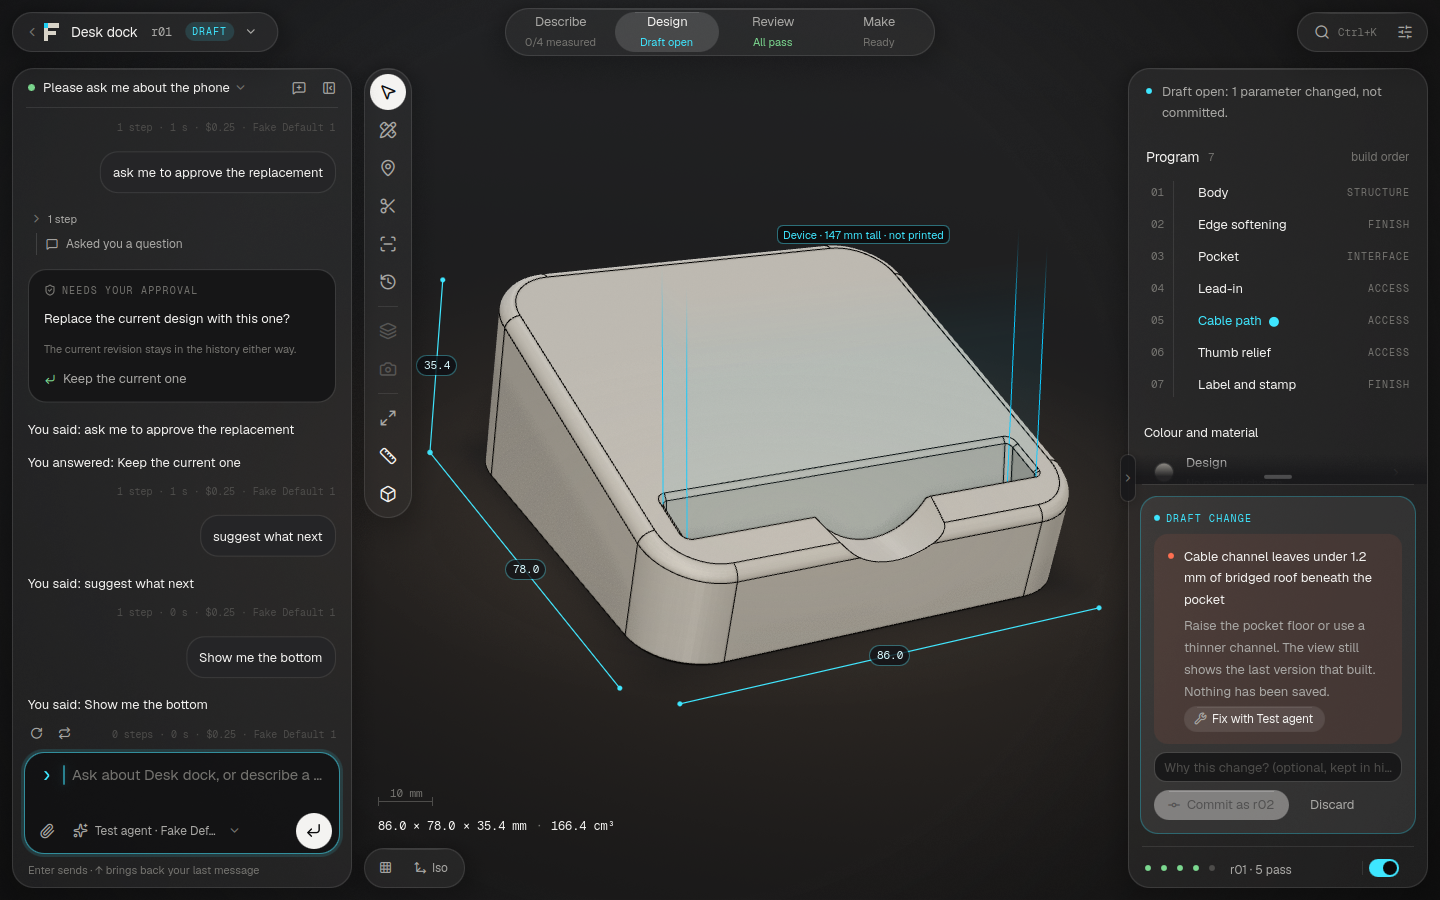 Desk dock r01 DRAFT
Describe
0/4 measured
Design
Draft open
Review
All pass
Make
Ready
Ctrl+K
Please ask me about the phone
1 step · 1 s · $0.25 · Fake Default 1
ask me to approve the replacement
1 step
Asked you a question
NEEDS YOUR APPROVAL
Replace the current design with this one?
The current revision stays in the history either way.
Keep the current one
You said: ask me to approve the replacement
You answered: Keep the current one
1 step · 1 s · $0.25 · Fake Default 1
suggest what next
You said: suggest what next
1 step · 0 s · $0.25 · Fake Default 1
Show me the bottom
You said: Show me the bottom
0 steps · 0 s · $0.25 · Fake Default 1
Ask about Desk dock, or describe a ...
Test agent · Fake Def...
Enter sends · ↑ brings back your last message
Device · 147 mm tall · not printed
35.4
78.0
86.0
10 mm
86.0 × 78.0 × 35.4 mm · 166.4 cm³
Iso
Draft open: 1 parameter changed, not
committed.
Program 7 build order
01 Body STRUCTURE
02 Edge softening FINISH
03 Pocket INTERFACE
04 Lead-in ACCESS
05 Cable path ACCESS
06 Thumb relief ACCESS
07 Label and stamp FINISH
Colour and material
Design
DRAFT CHANGE
Cable channel leaves under 1.2
mm of bridged roof beneath the
pocket
Raise the pocket floor or use a
thinner channel. The view still
shows the last version that built.
Nothing has been saved.
Fix with Test agent
Why this change? (optional, kept in hi...
Commit as r02 Discard
r01 · 5 pass